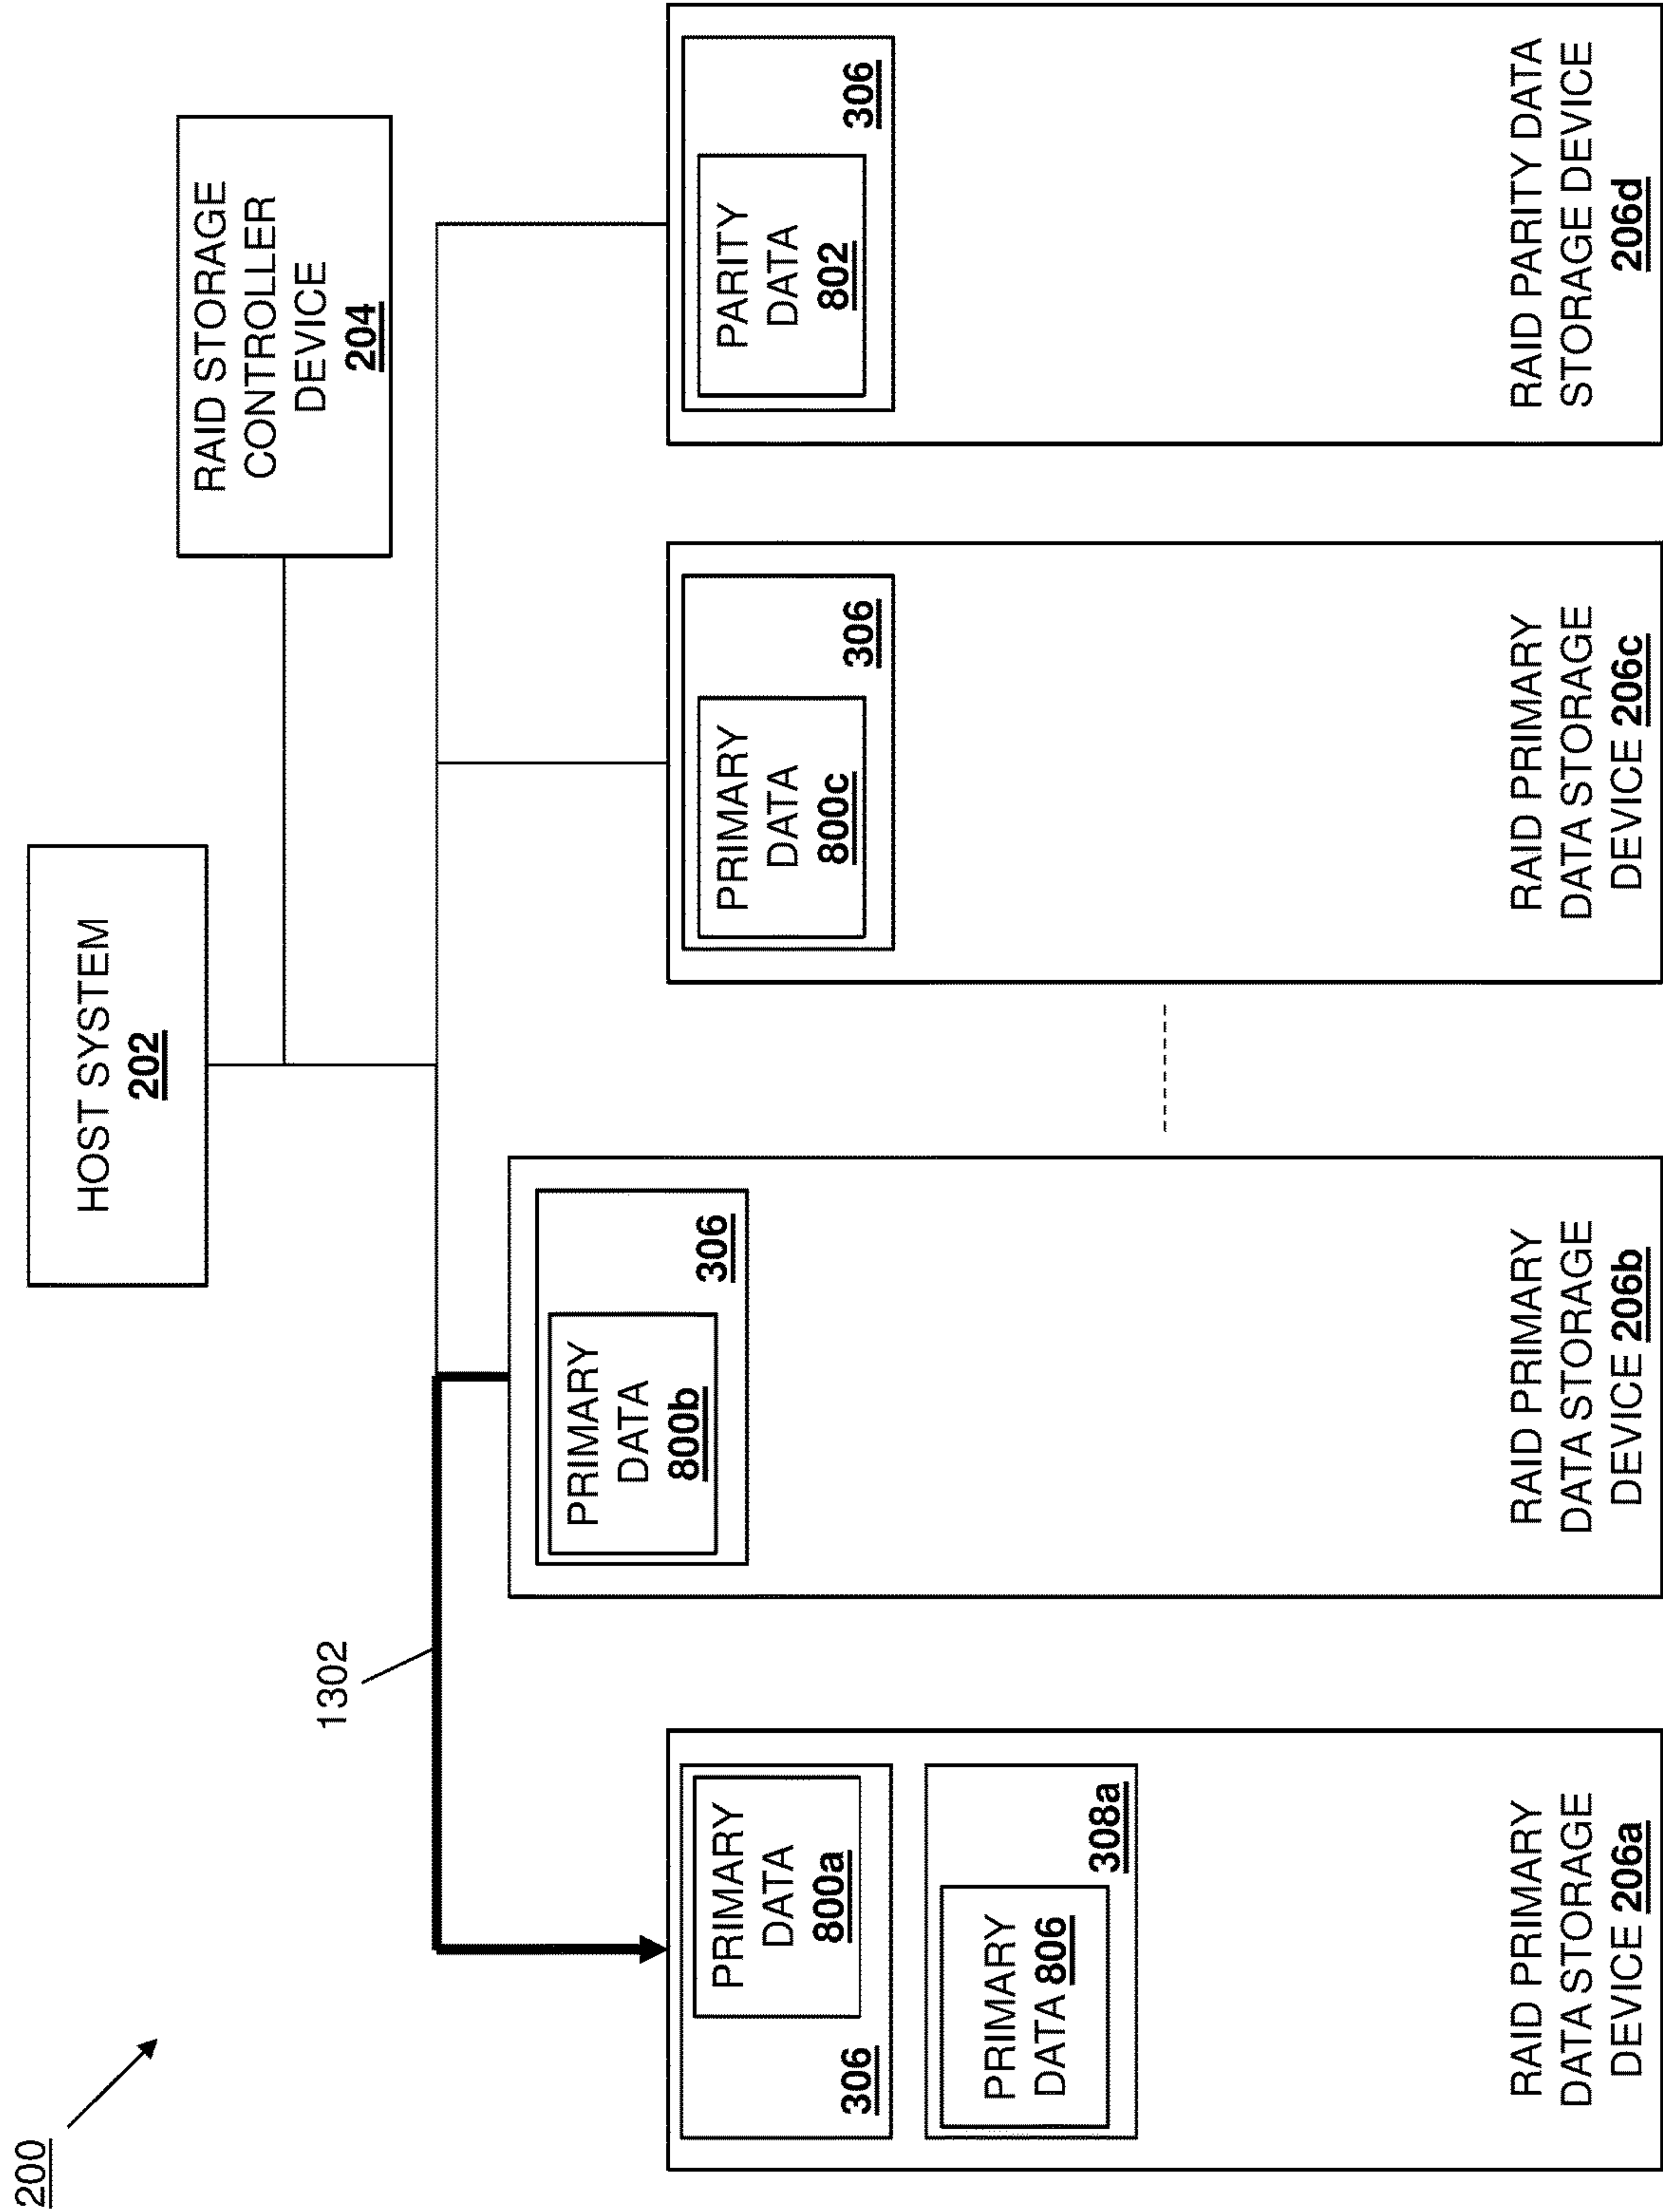 200
HOST SYSTEM
202
RAID STORAGE
CONTROLLER
DEVICE
204
1302
PRIMARY
DATA
800a
306
PRIMARY
DATA 806
308a
RAID PRIMARY
DATA STORAGE
DEVICE 206a
PRIMARY
DATA
800b
306
RAID PRIMARY
DATA STORAGE
DEVICE 206b
PRIMARY
DATA
800c
306
RAID PRIMARY
DATA STORAGE
DEVICE 206c
PARITY
DATA
802
306
RAID PARITY DATA
STORAGE DEVICE
206d